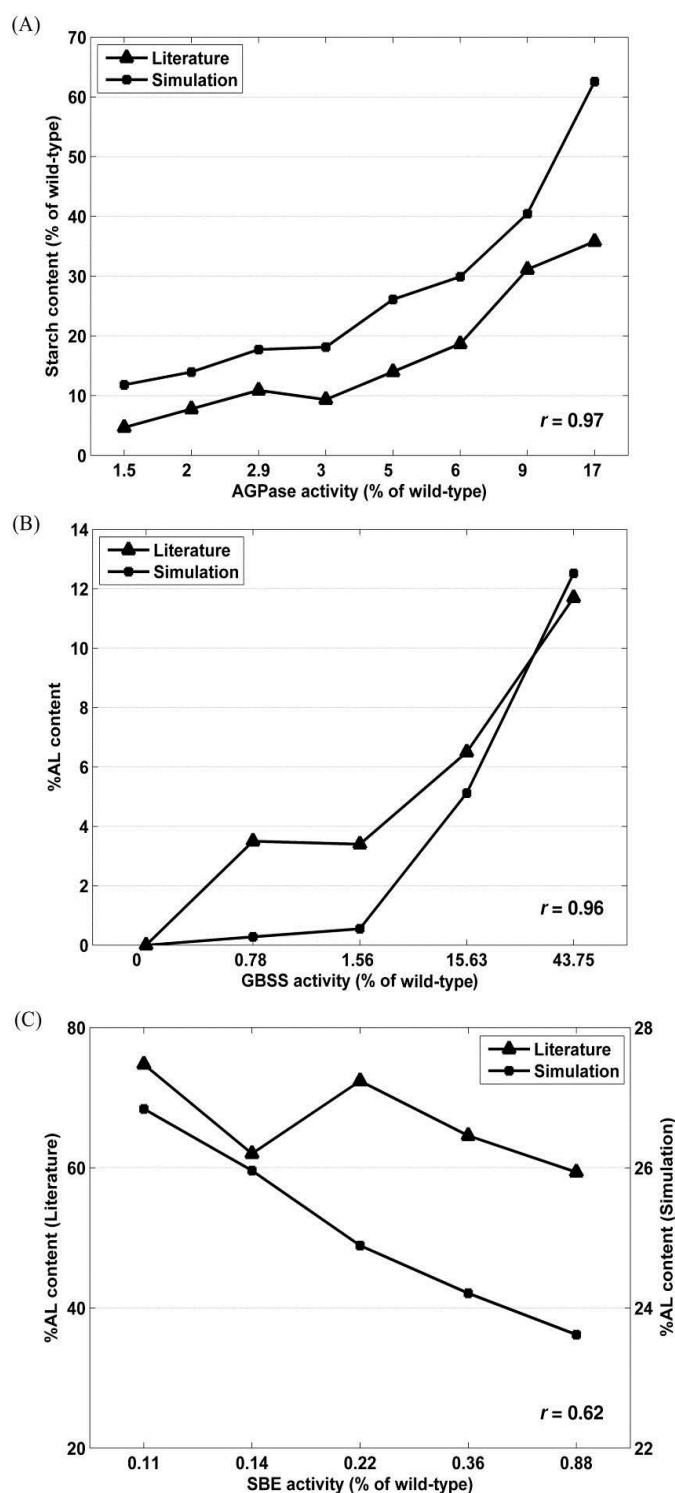 (A)
70
60
50
40
30
20
10
0
Starch content (% of wild-type)
Literature
Simulation
r = 0.97
1.5 2 2.9 3 5 6 9 17
AGPase activity (% of wild-type)
(B)
14
12
10
8
6
4
2
0
%AL content
Literature
Simulation
r = 0.96
0 0.78 1.56 15.63 43.75
GBSS activity (% of wild-type)
(C)
80
60
40
20
%AL content (Literature)
Literature
Simulation
28
26
24
22
%AL content (Simulation)
r = 0.62
0.11 0.14 0.22 0.36 0.88
SBE activity (% of wild-type)